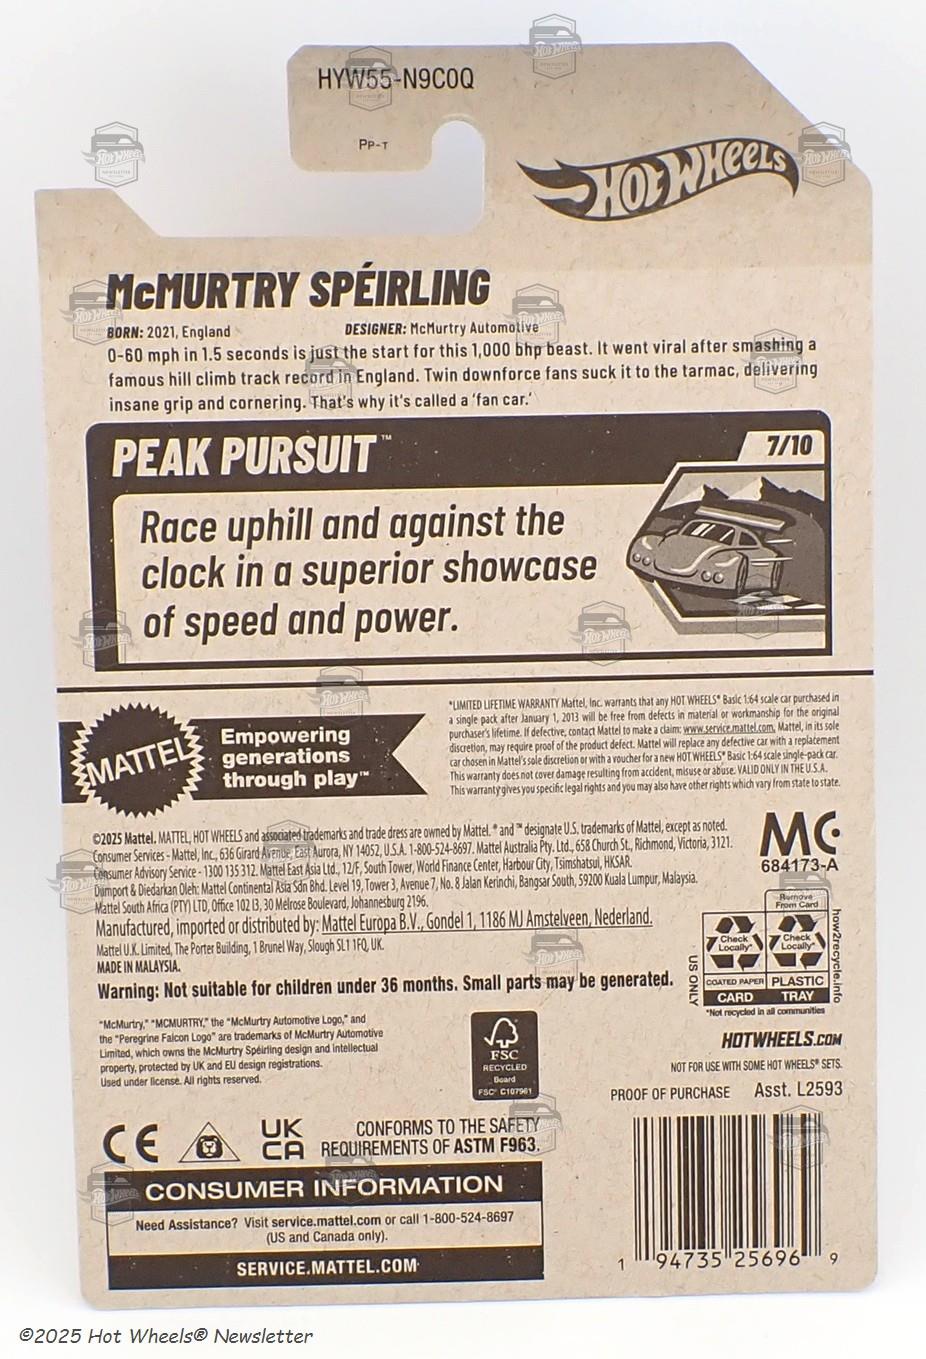 HYW55-N9C0Q
PP-T
HOT WHEELS
McMURTRY SPÉIRLING
BORN: 2021, England DESIGNER: McMurtry Automotive
0-60 mph in 1.5 seconds is just the start for this 1,000 bhp beast. It went viral after smashing a
famous hill climb track record in England. Twin downforce fans suck it to the tarmac, delivering
insane grip and cornering. That's why it's called a 'fan car.'
PEAK PURSUIT™ 7/10
Race uphill and against the
clock in a superior showcase
of speed and power.
MATTEL
Empowering
generations
through play™
*LIMITED LIFETIME WARRANTY Mattel, Inc. warrants that any HOT WHEELS® Basic 1:64 scale car purchased in
a single pack after January 1, 2013 will be free from defects in material or workmanship for the original
purchaser's lifetime. If defective, contact Mattel to make a claim: www.service.mattel.com. Mattel, in its sole
discretion, may require proof of the product defect. Mattel will replace any defective car with a replacement
car chosen in Mattel's sole discretion or with a voucher for a new HOT WHEELS® Basic 1:64 scale single-pack car.
This warranty does not cover damage resulting from accident, misuse or abuse. VALID ONLY IN THE U.S.A.
This warranty gives you specific legal rights and you may also have other rights which vary from state to state.
©2025 Mattel. MATTEL, HOT WHEELS and associated trademarks and trade dress are owned by Mattel. ® and ™ designate U.S. trademarks of Mattel, except as noted.
Consumer Services - Mattel, Inc., 636 Girard Avenue, East Aurora, NY 14052, U.S.A. 1-800-524-8697. Mattel Australia Pty. Ltd., 658 Church St., Richmond, Victoria, 3121.
Consumer Advisory Service - 1300 135 312. Mattel East Asia Ltd., 12/F, South Tower, World Finance Center, Harbour City, Tsimshatsui, HKSAR.
Diimport & Diedarkan Oleh: Mattel Continental Asia Sdn Bhd. Level 19, Tower 3, Avenue 7, No. 8 Jalan Kerinchi, Bangsar South, 59200 Kuala Lumpur, Malaysia.
Mattel South Africa (PTY) LTD, Office 102 I3, 30 Melrose Boulevard, Johannesburg 2196.
Manufactured, imported or distributed by: Mattel Europa B.V., Gondel 1, 1186 MJ Amstelveen, Nederland.
Mattel U.K. Limited, The Porter Building, 1 Brunel Way, Slough SL1 1FQ, UK.
MADE IN MALAYSIA.
Warning: Not suitable for children under 36 months. Small parts may be generated.
MC
684173-A
Remove
From Card
Check
Locally*
Check
Locally*
COATED PAPER PLASTIC
CARD TRAY
US ONLY
how2recycle.info
*Not recycled in all communities
"McMurtry," "MCMURTRY," the "McMurtry Automotive Logo," and
the "Peregrine Falcon Logo" are trademarks of McMurtry Automotive
Limited, which owns the McMurtry Spéirling design and intellectual
property, protected by UK and EU design registrations.
Used under license. All rights reserved.
FSC
RECYCLED
Board
FSC® C107961
HOTWHEELS.COM
NOT FOR USE WITH SOME HOT WHEELS® SETS.
PROOF OF PURCHASE Asst. L2593
CE
UK
CA
CONFORMS TO THE SAFETY
REQUIREMENTS OF ASTM F963.
CONSUMER INFORMATION
Need Assistance? Visit service.mattel.com or call 1-800-524-8697
(US and Canada only).
SERVICE.MATTEL.COM
1 94735 25696 9
©2025 Hot Wheels® Newsletter